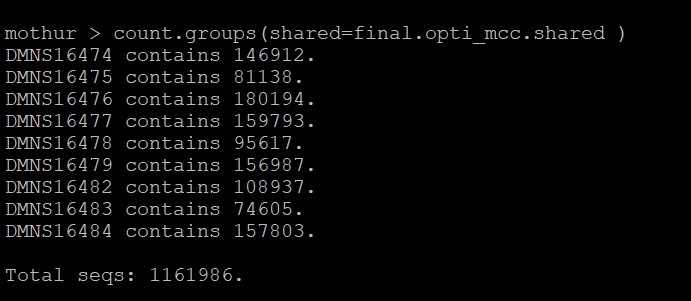 mothur > count.groups(shared=final.opti_mcc.shared )
DMNS16474 contains 146912.
DMNS16475 contains 81138.
DMNS16476 contains 180194.
DMNS16477 contains 159793.
DMNS16478 contains 95617.
DMNS16479 contains 156987.
DMNS16482 contains 108937.
DMNS16483 contains 74605.
DMNS16484 contains 157803.
Total seqs: 1161986.